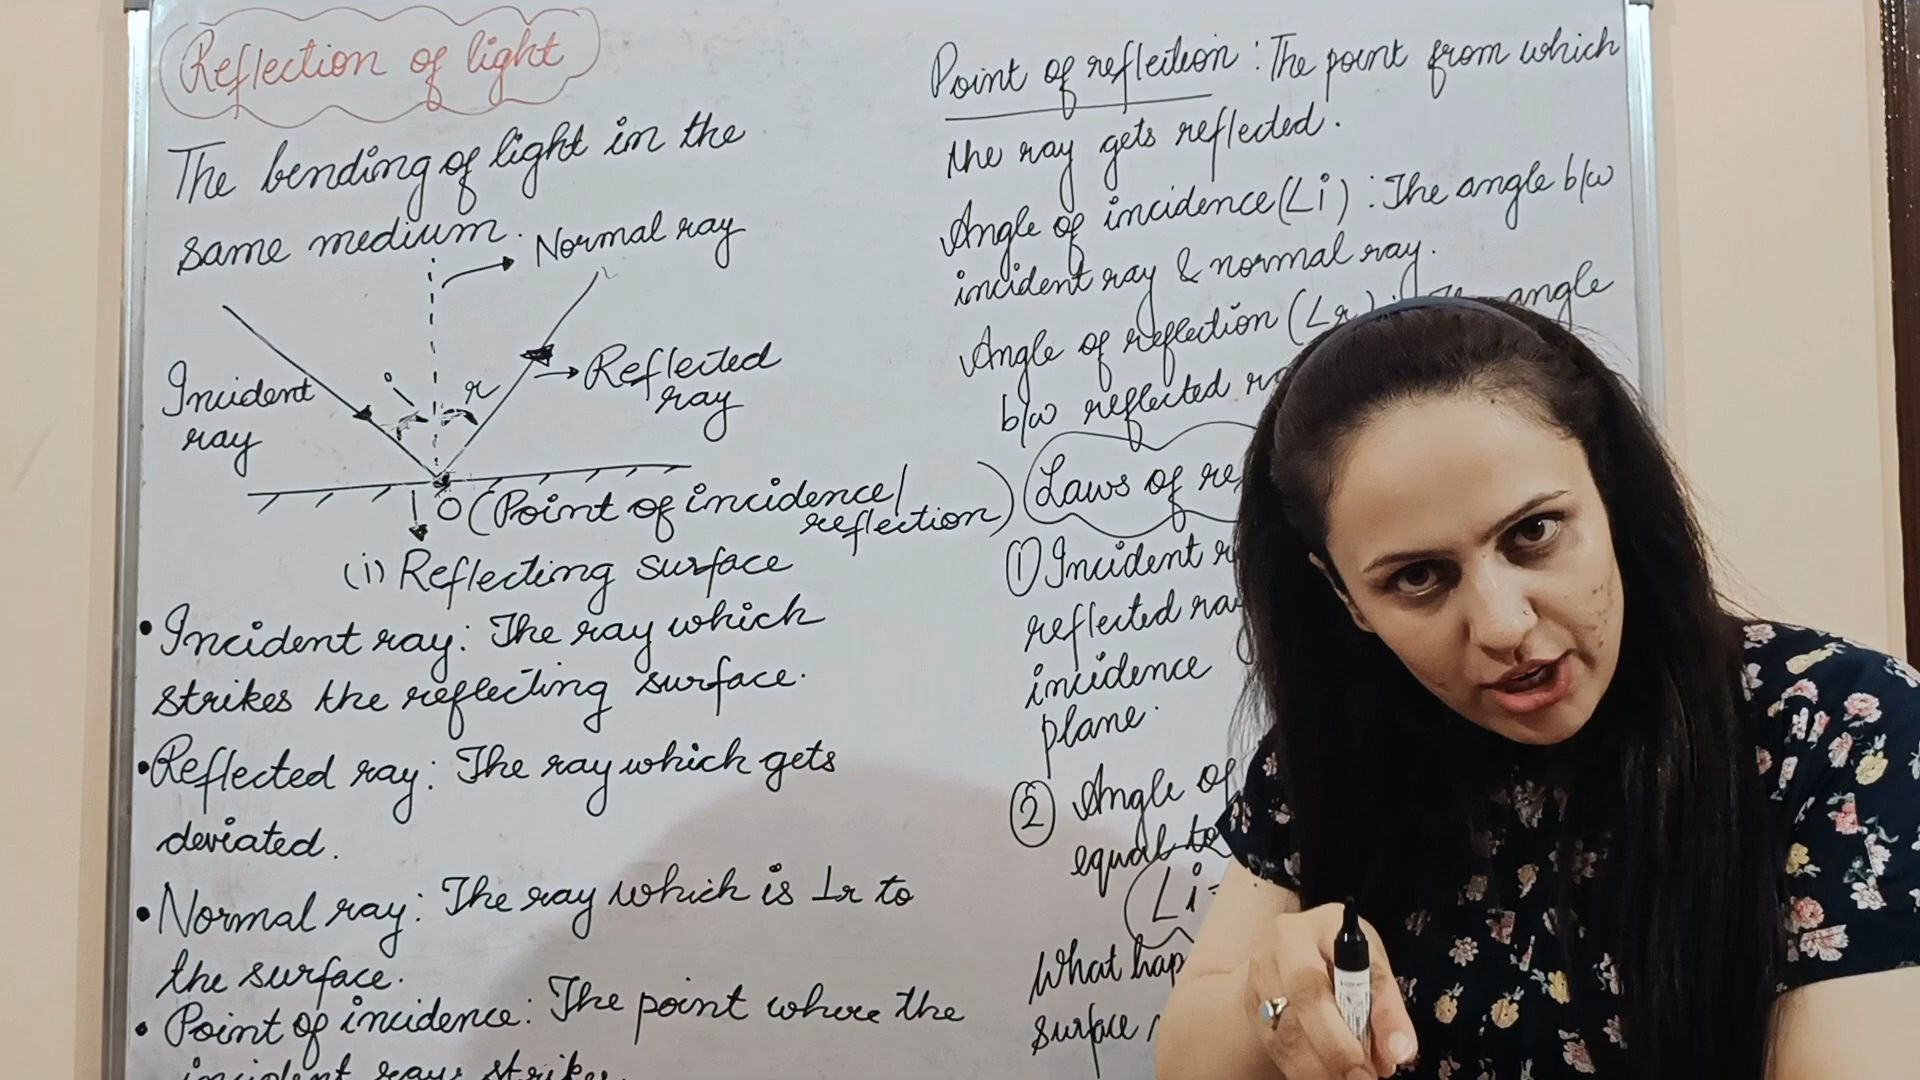 Reflection of light
The bending of light in the
same medium.
Normal ray
Incident
ray
i
r
Reflected
ray
O (Point of incidence/
reflection)
(i) Reflecting surface
• Incident ray: The ray which
strikes the reflecting surface.
• Reflected ray: The ray which gets
deviated.
• Normal ray: The ray which is ⊥r to
the surface.
• Point of incidence: The point where the
incident rays strikes.
Point of reflection: The point from which
the ray gets reflected.
Angle of incidence (∠i): The angle b/w
incident ray & normal ray.
Angle of reflection (∠r): angle
b/w reflected
Laws of
① Incident
reflected
incidence
plane.
② Angle of
equal to
∠i
What
surface